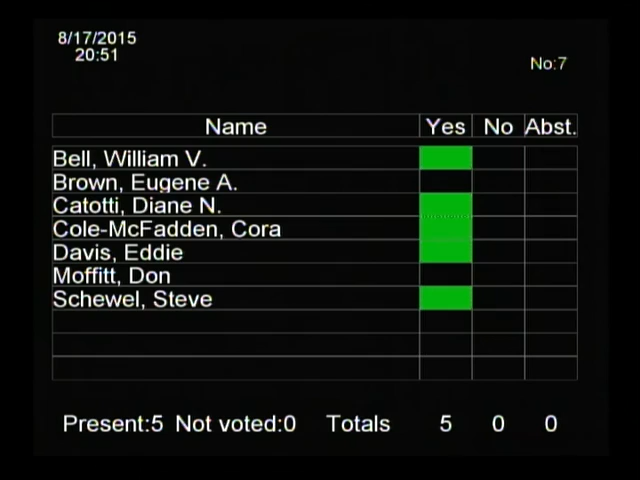 8/17/2015
20:51
No:7
Name Yes No Abst.
Bell, William V.
Brown, Eugene A.
Catotti, Diane N.
Cole-McFadden, Cora
Davis, Eddie
Moffitt, Don
Schewel, Steve
Present:5 Not voted:0 Totals 5 0 0